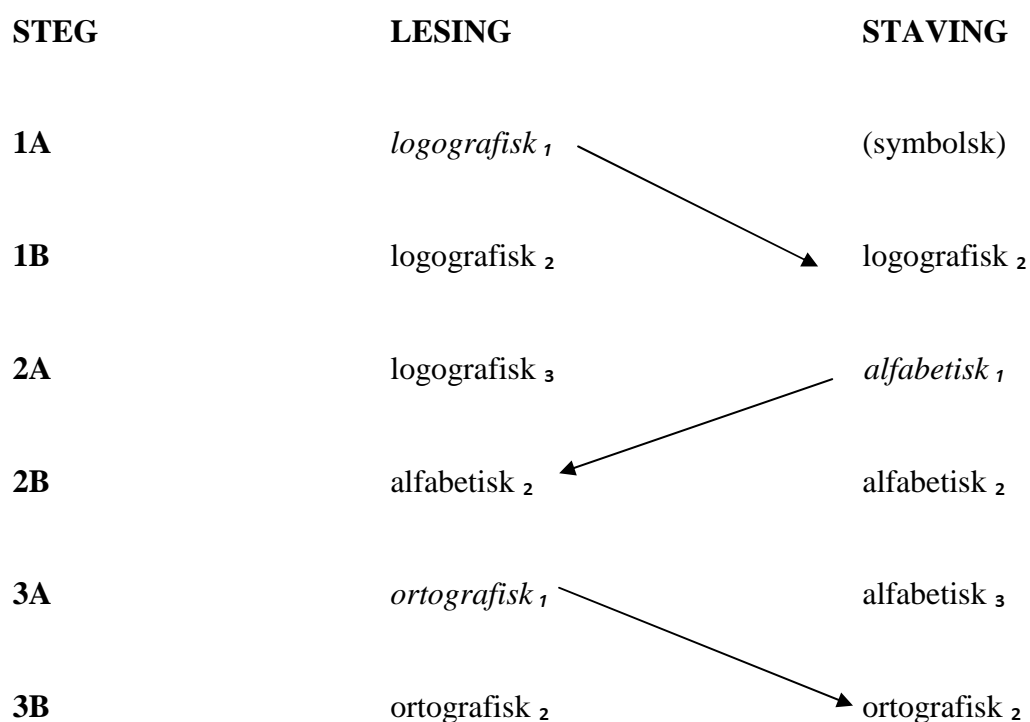 STEG LESING STAVING
1A logografisk 1 (symbolsk)
1B logografisk 2 logografisk 2
2A logografisk 3 alfabetisk 1
2B alfabetisk 2 alfabetisk 2
3A ortografisk 1 alfabetisk 3
3B ortografisk 2 ortografisk 2